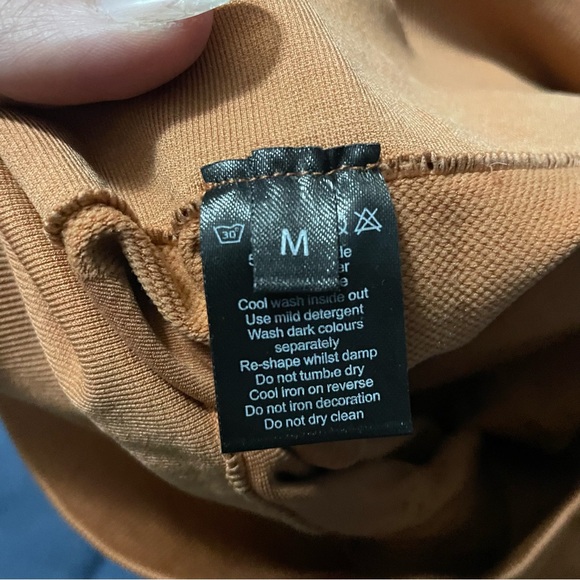 30°
M
Cool wash inside out
Use mild detergent
Wash dark colours
separately
Re-shape whilst damp
Do not tumble dry
Cool iron on reverse
Do not iron decoration
Do not dry clean